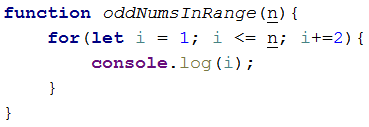 function oddNumsInRange(n){
    for(let i = 1; i <= n; i+=2){
        console.log(i);
    }
}